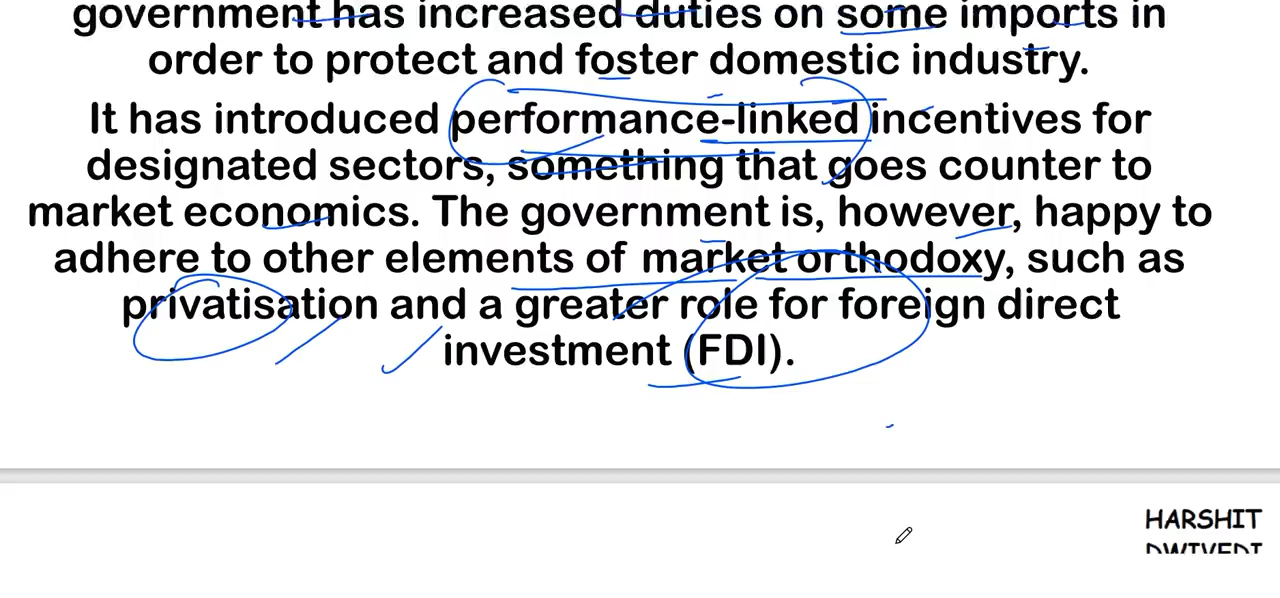 government has increased duties on some imports in
order to protect and foster domestic industry.
It has introduced performance-linked incentives for
designated sectors, something that goes counter to
market economics. The government is, however, happy to
adhere to other elements of market orthodoxy, such as
privatisation and a greater role for foreign direct
investment (FDI).
HARSHIT
DWIVEDI